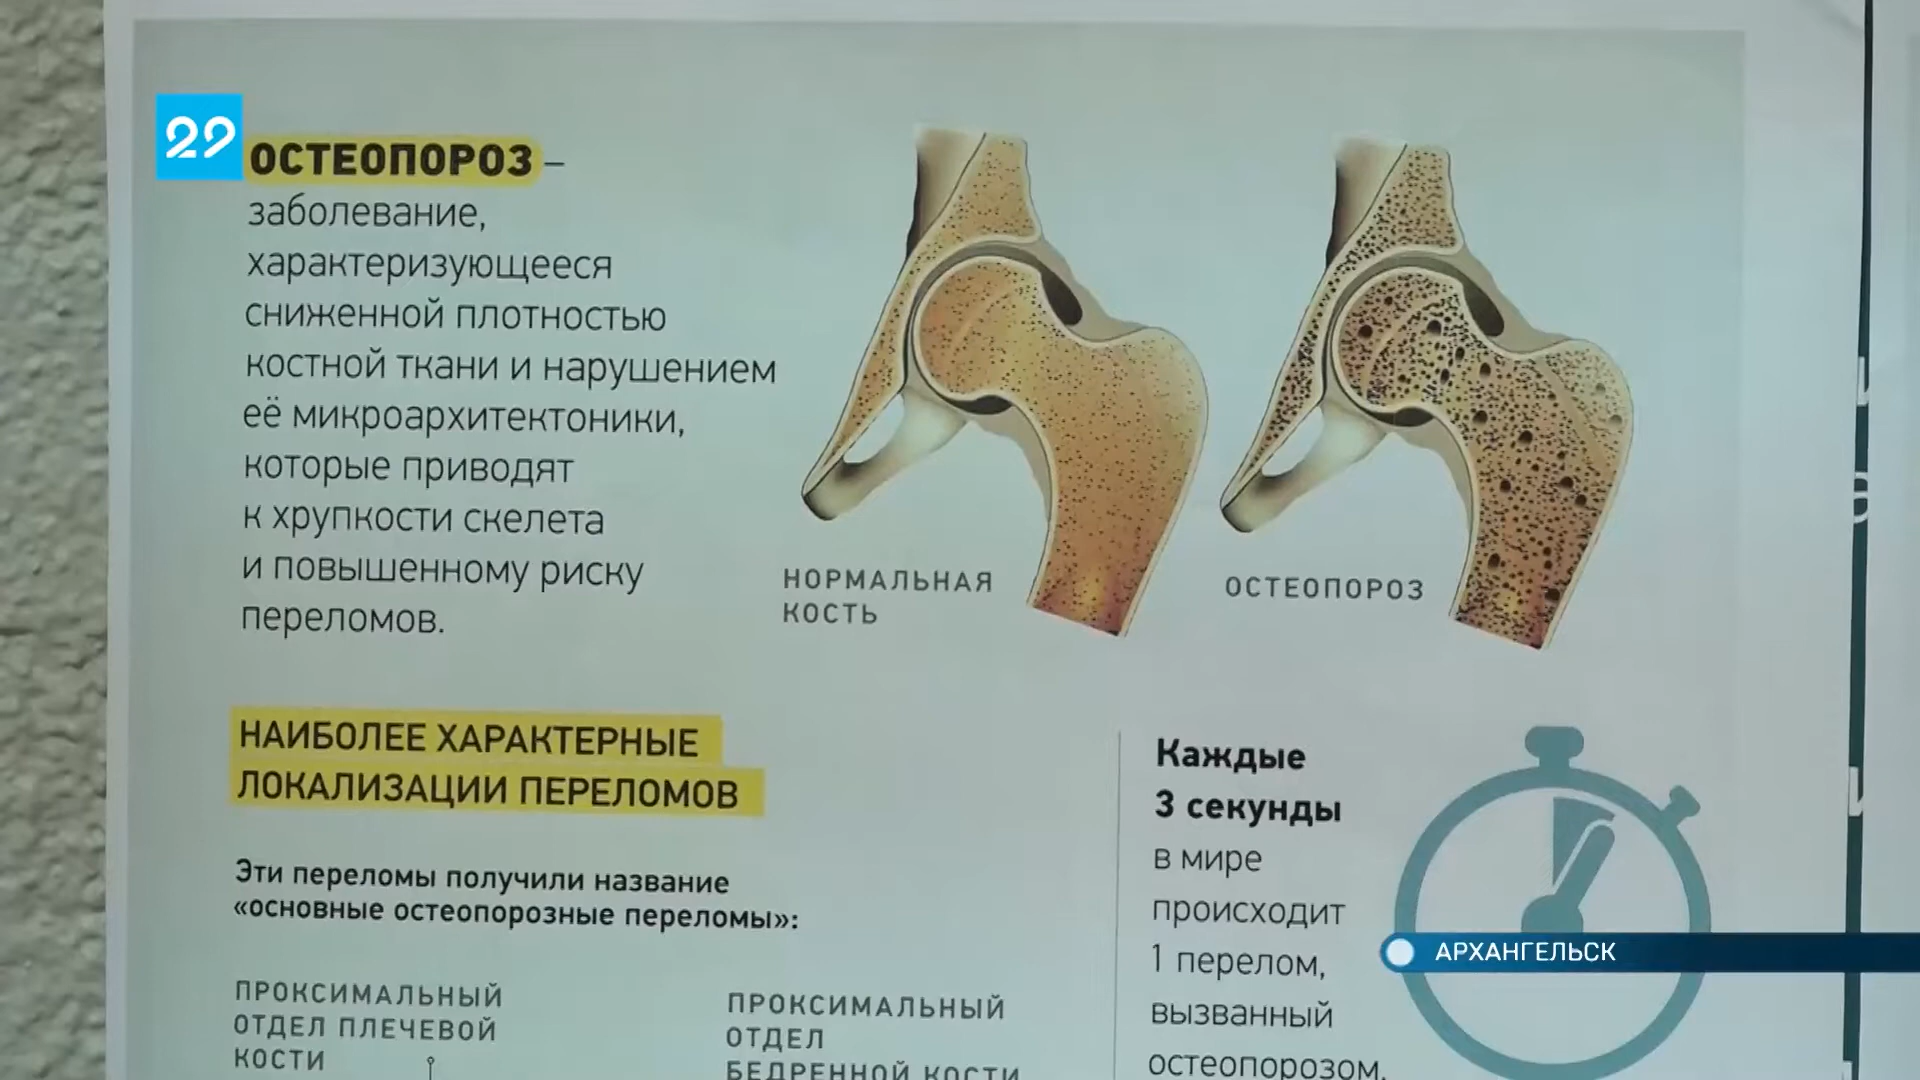 29
ОСТЕОПОРОЗ –
заболевание,
характеризующееся
сниженной плотностью
костной ткани и нарушением
её микроархитектоники,
которые приводят
к хрупкости скелета
и повышенному риску
переломов.
НОРМАЛЬНАЯ
КОСТЬ
ОСТЕОПОРОЗ
НАИБОЛЕЕ ХАРАКТЕРНЫЕ
ЛОКАЛИЗАЦИИ ПЕРЕЛОМОВ
Эти переломы получили название
«основные остеопорозные переломы»:
ПРОКСИМАЛЬНЫЙ
ОТДЕЛ ПЛЕЧЕВОЙ
КОСТИ
ПРОКСИМАЛЬНЫЙ
ОТДЕЛ
БЕДРЕННОЙ КОСТИ
Каждые
3 секунды
в мире
происходит
1 перелом,
вызванный
остеопорозом.
АРХАНГЕЛЬСК